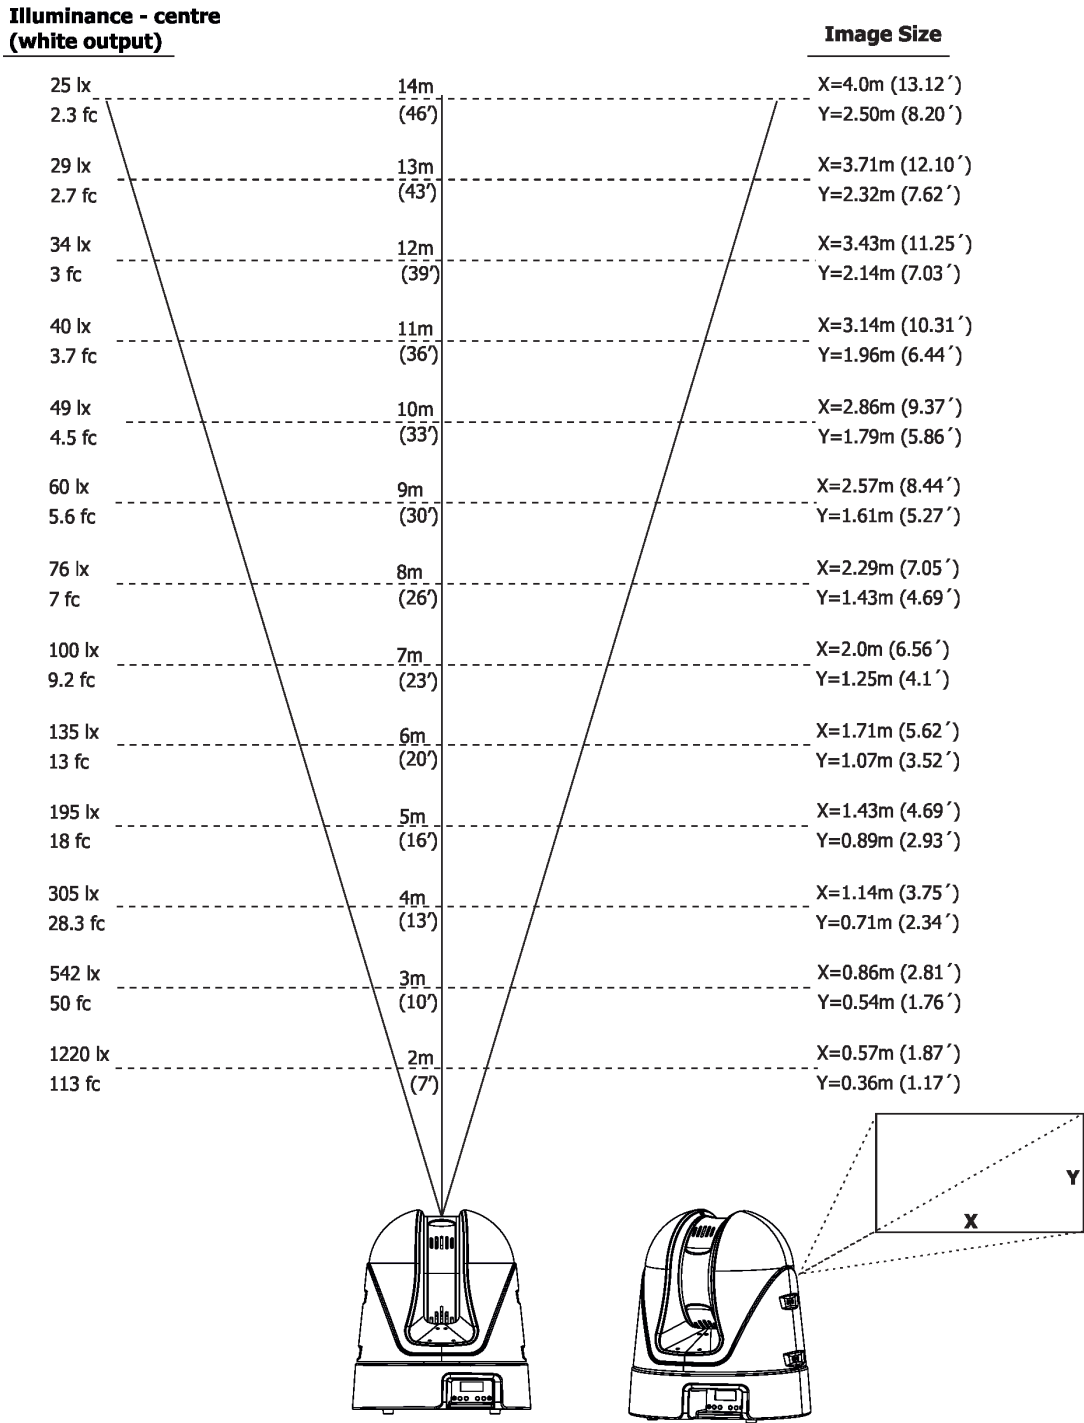 Illuminance - centre
(white output)
Image Size
25 lx
2.3 fc
14m
(46')
X=4.0m (13.12´)
Y=2.50m (8.20´)
29 lx
2.7 fc
13m
(43')
X=3.71m (12.10´)
Y=2.32m (7.62´)
34 lx
3 fc
12m
(39')
X=3.43m (11.25´)
Y=2.14m (7.03´)
40 lx
3.7 fc
11m
(36')
X=3.14m (10.31´)
Y=1.96m (6.44´)
49 lx
4.5 fc
10m
(33')
X=2.86m (9.37´)
Y=1.79m (5.86´)
60 lx
5.6 fc
9m
(30')
X=2.57m (8.44´)
Y=1.61m (5.27´)
76 lx
7 fc
8m
(26')
X=2.29m (7.05´)
Y=1.43m (4.69´)
100 lx
9.2 fc
7m
(23')
X=2.0m (6.56´)
Y=1.25m (4.1´)
135 lx
13 fc
6m
(20')
X=1.71m (5.62´)
Y=1.07m (3.52´)
195 lx
18 fc
5m
(16')
X=1.43m (4.69´)
Y=0.89m (2.93´)
305 lx
28.3 fc
4m
(13')
X=1.14m (3.75´)
Y=0.71m (2.34´)
542 lx
50 fc
3m
(10')
X=0.86m (2.81´)
Y=0.54m (1.76´)
1220 lx
113 fc
2m
(7')
X=0.57m (1.87´)
Y=0.36m (1.17´)
Y
X